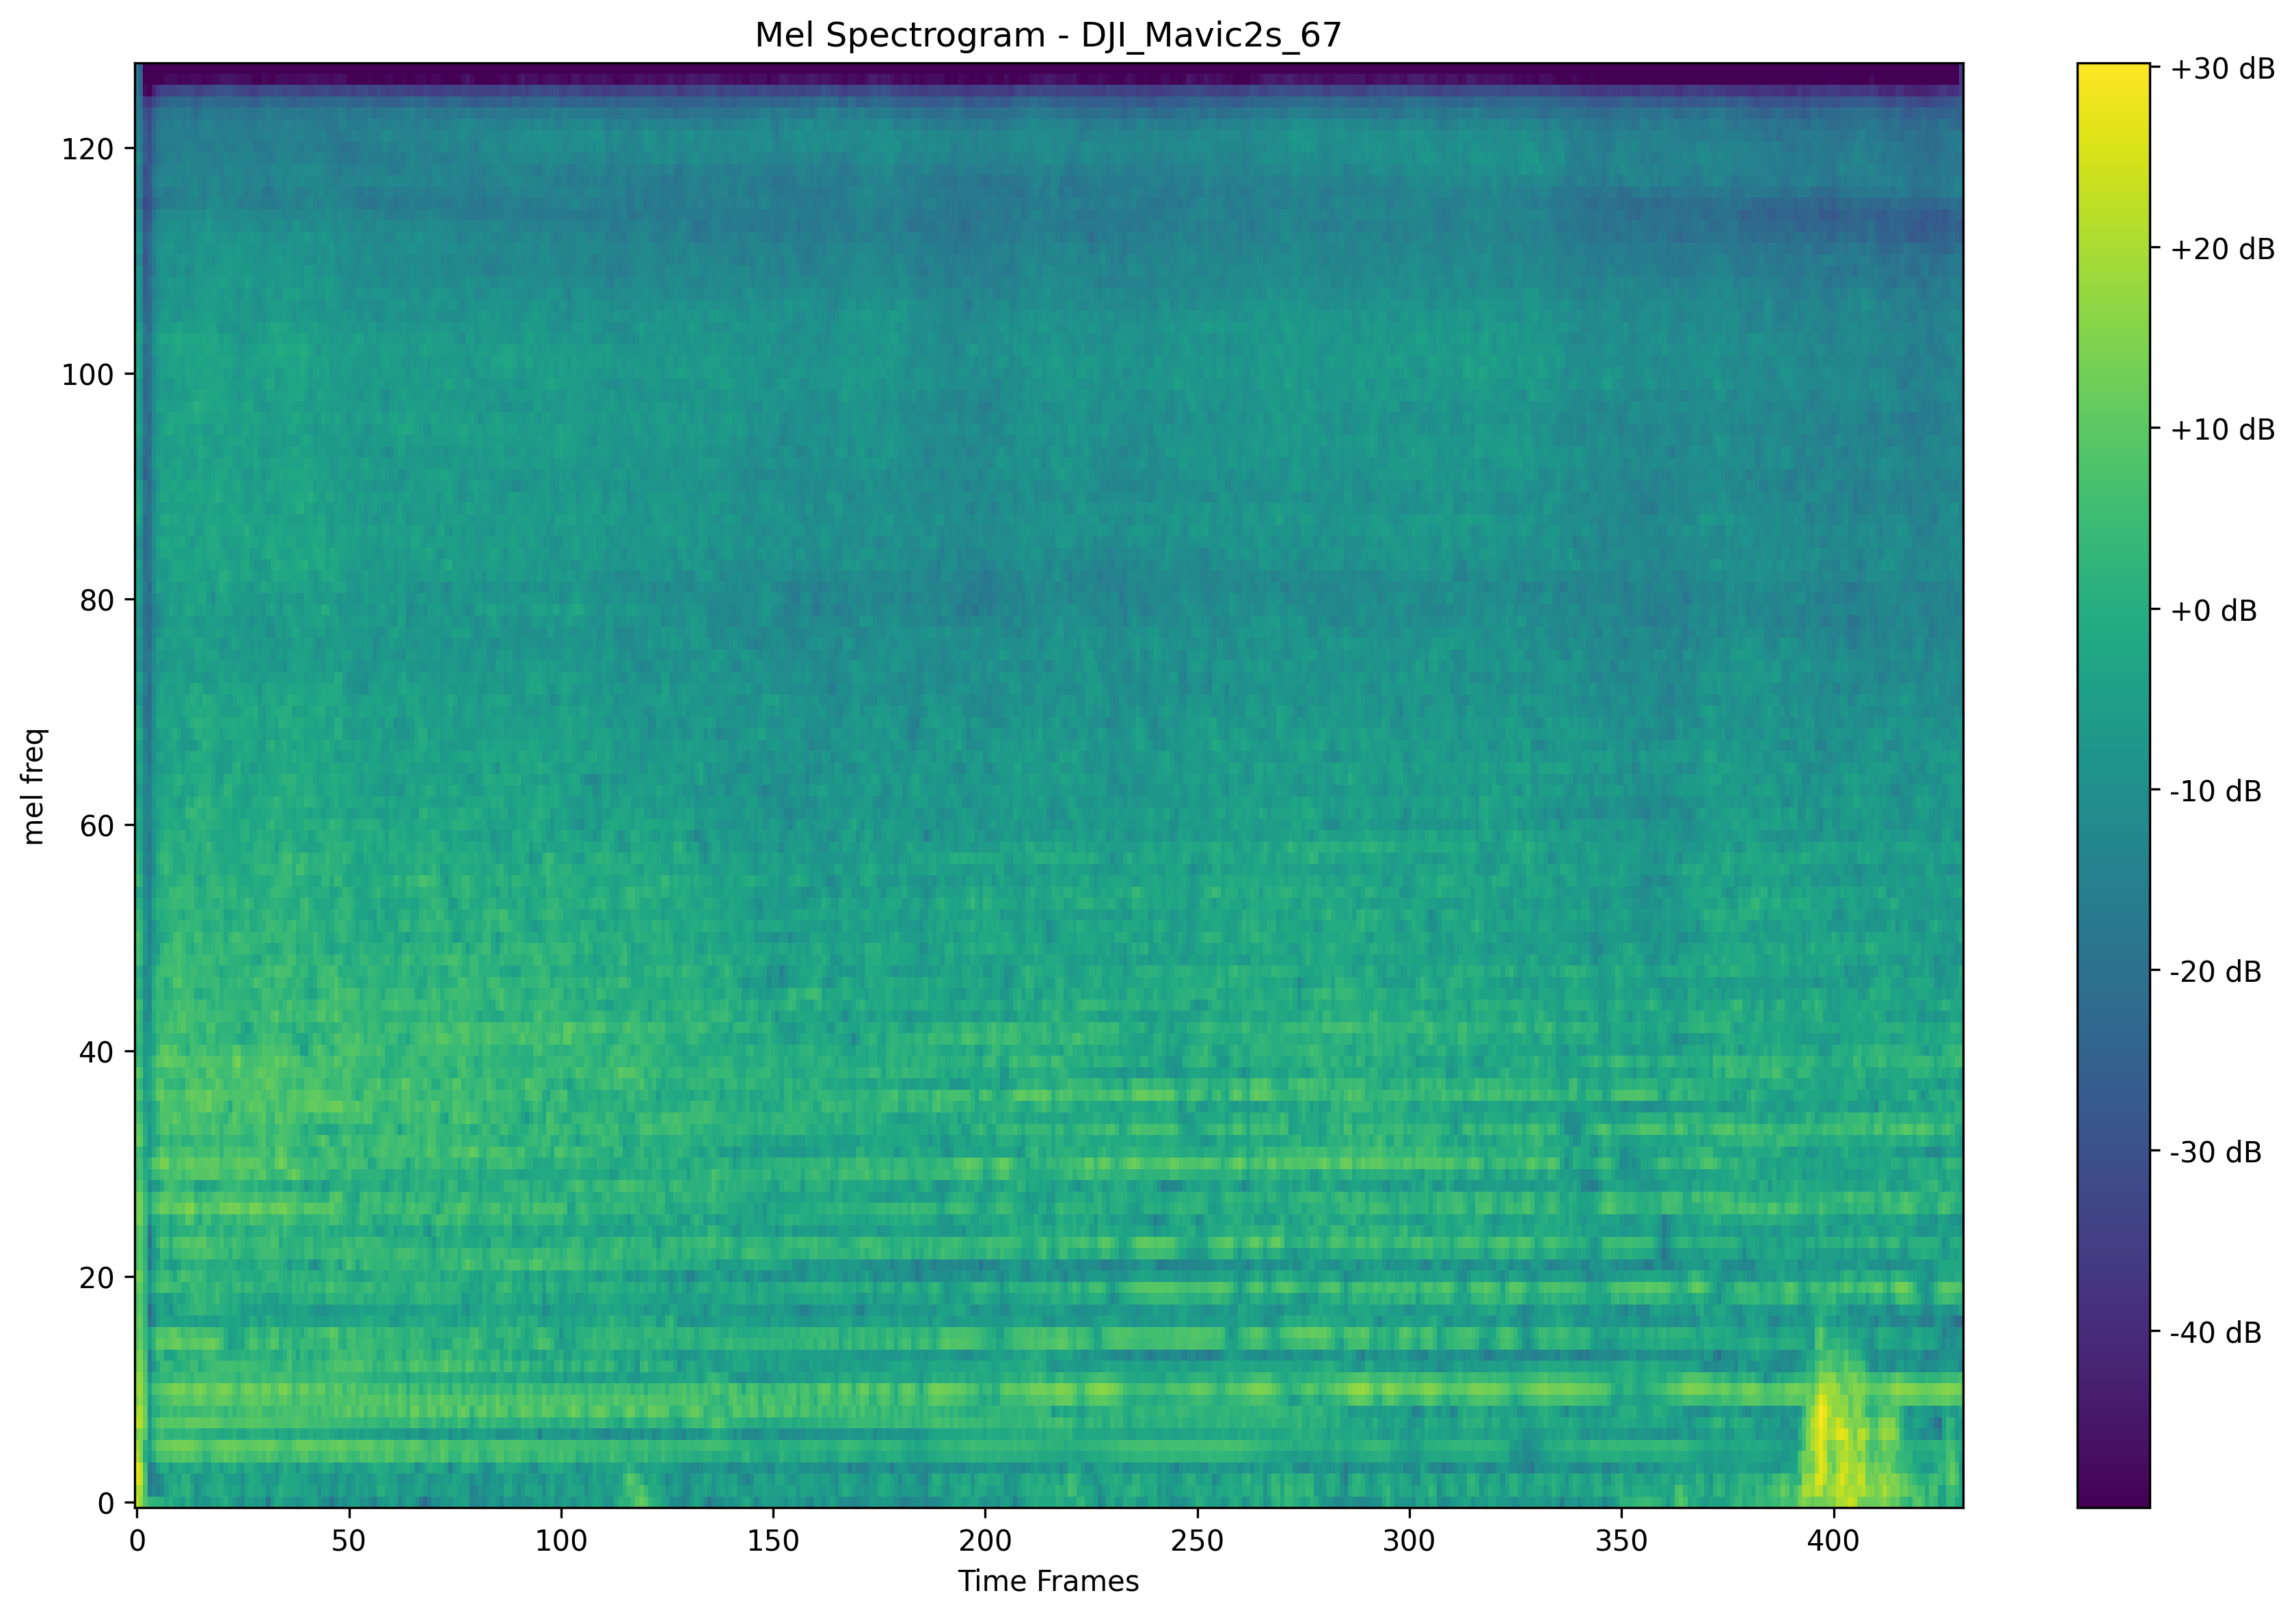 Mel Spectrogram - DJI_Mavic2s_67
mel freq
120
100
80
60
40
20
0
0 50 100 150 200 250 300 350 400
Time Frames
+30 dB
+20 dB
+10 dB
+0 dB
-10 dB
-20 dB
-30 dB
-40 dB